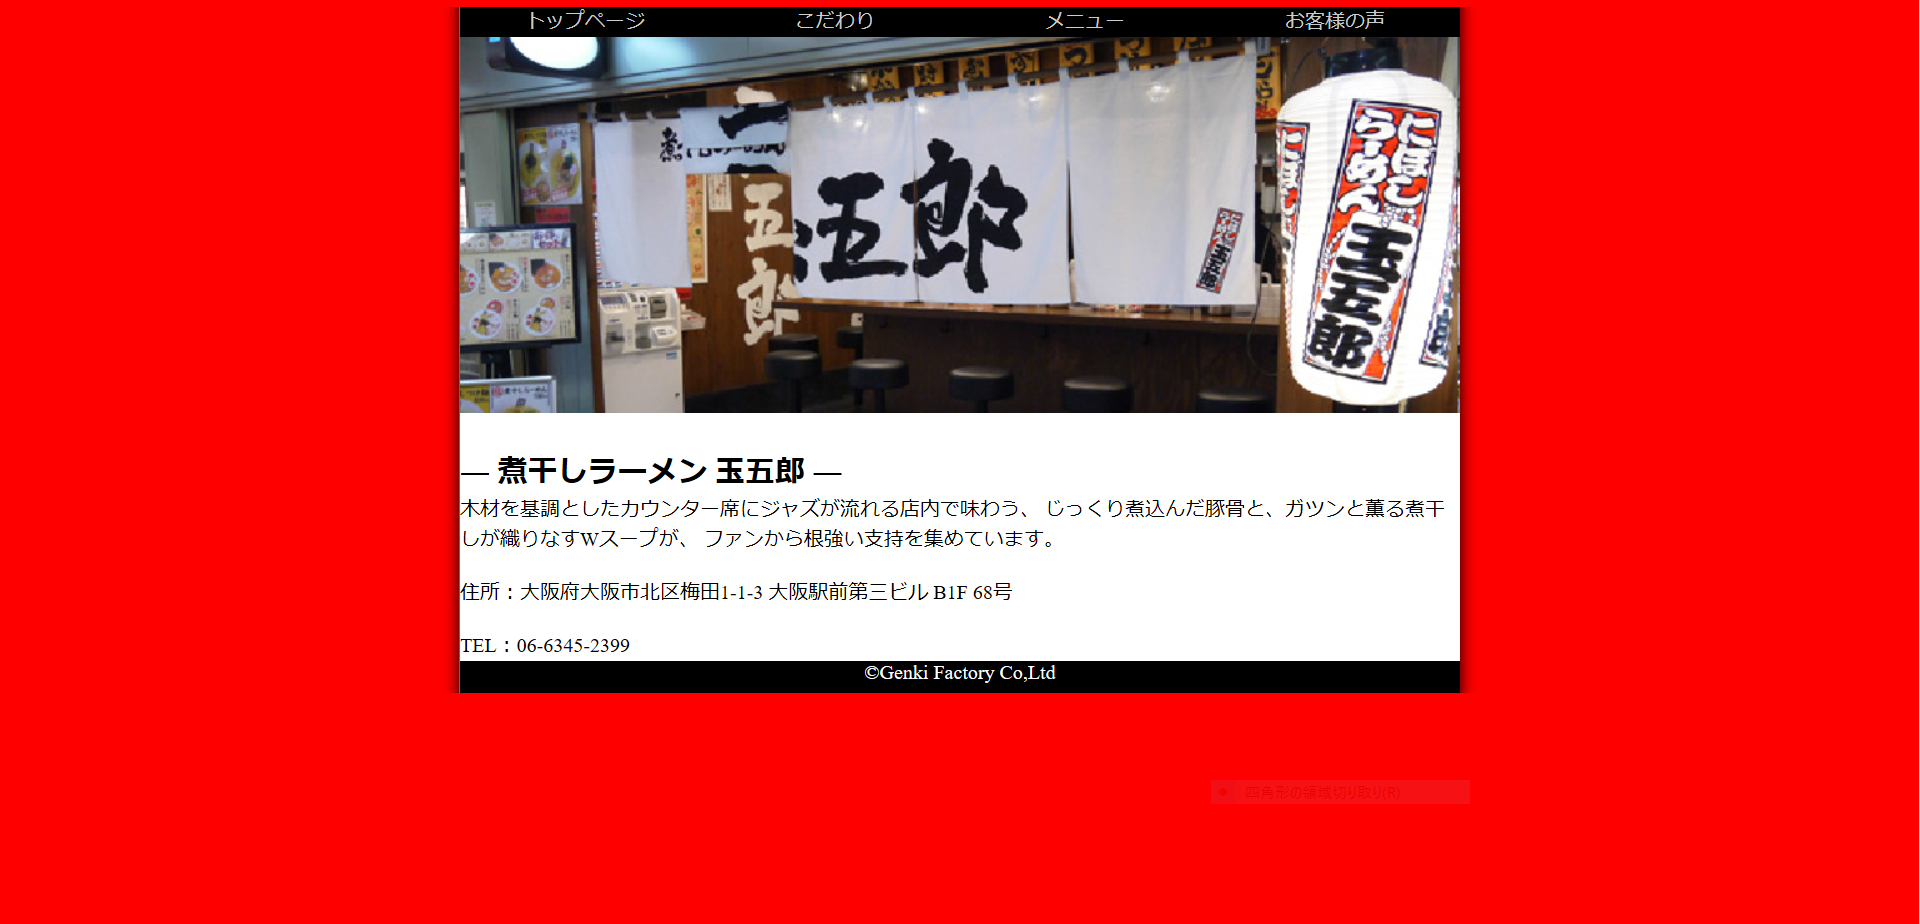 トップページ こだわり メニュー お客様の声
玉五郎
五郎
にぼし
らーめん
玉五郎
― 煮干しラーメン 玉五郎 ―
木材を基調としたカウンター席にジャズが流れる店内で味わう、 じっくり煮込んだ豚骨と、ガツンと薫る煮干
しが織りなすWスープが、 ファンから根強い支持を集めています。
住所：大阪府大阪市北区梅田1-1-3 大阪駅前第三ビル B1F 68号
TEL：06-6345-2399
©Genki Factory Co,Ltd
四角形の領域切り取り(R)